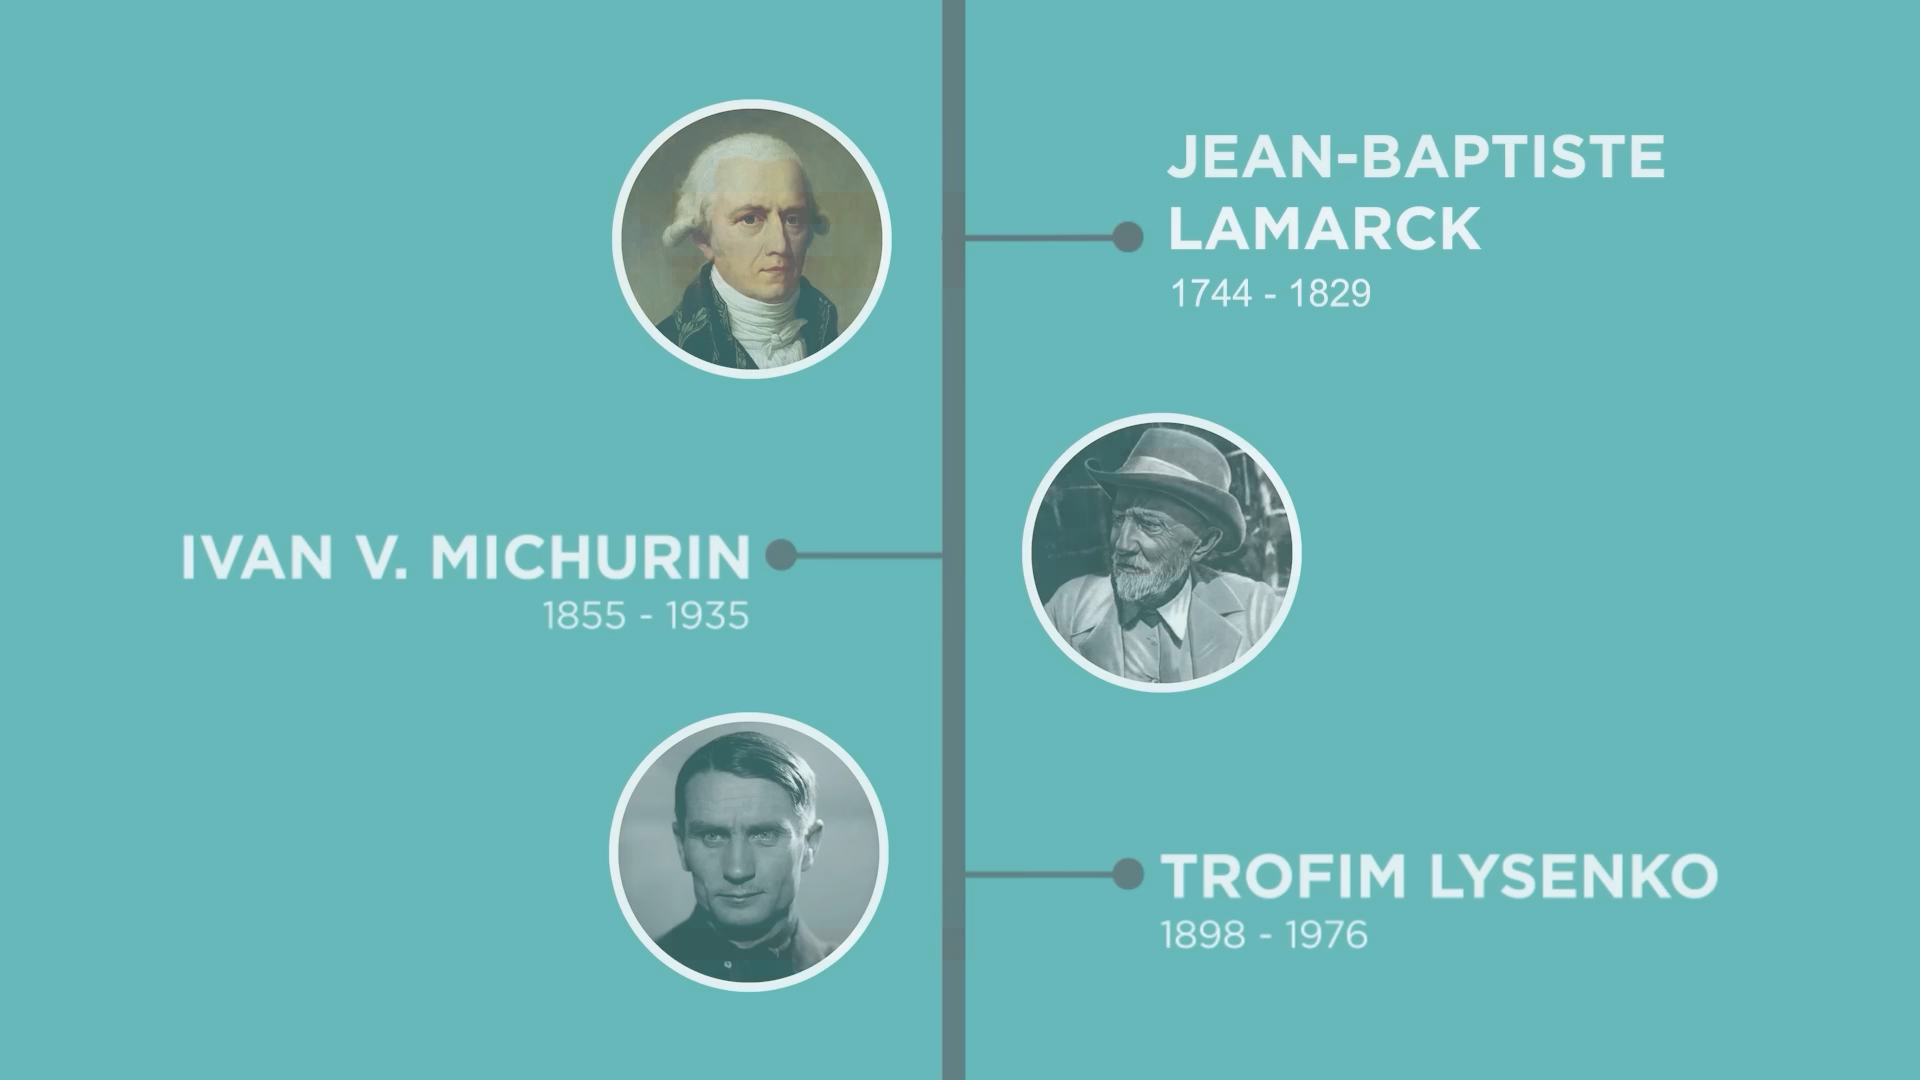 JEAN-BAPTISTE
LAMARCK
1744 - 1829
IVAN V. MICHURIN
1855 - 1935
TROFIM LYSENKO
1898 - 1976